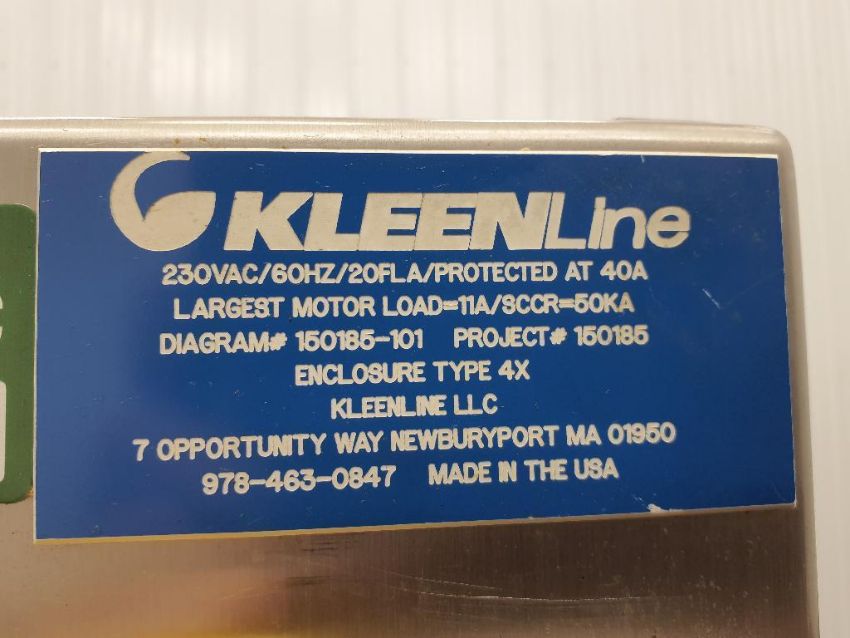 KLEENLine
230VAC/60HZ/20FLA/PROTECTED AT 40A
LARGEST MOTOR LOAD=11A/SCCR=50KA
DIAGRAM# 150185-101 PROJECT# 150185
ENCLOSURE TYPE 4X
KLEENLINE LLC
7 OPPORTUNITY WAY NEWBURYPORT MA 01950
978-463-0847 MADE IN THE USA